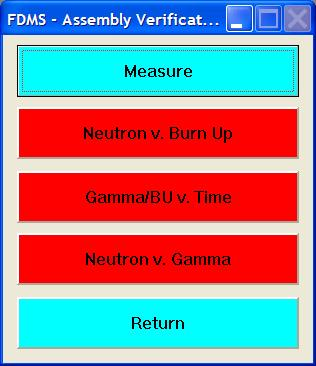 FDMS - Assembly Verificat...
Measure
Neutron v. Burn Up
Gamma/BU v. Time
Neutron v. Gamma
Return